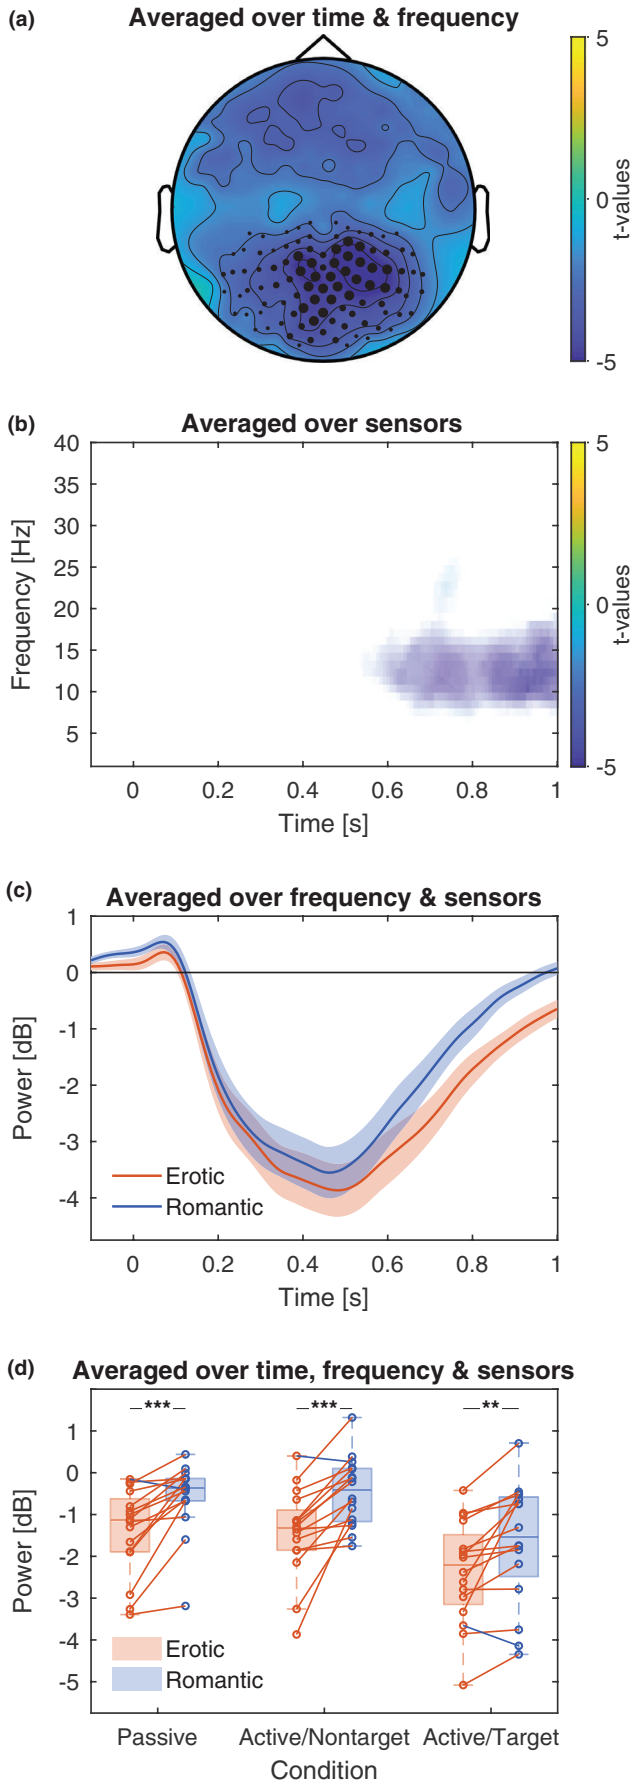 (a) Averaged over time & frequency
5
0
-5
t-values
(b) Averaged over sensors
40
35
30
25
20
15
10
5
Frequency [Hz]
0 0.2 0.4 0.6 0.8 1
Time [s]
5
0
-5
t-values
(c) Averaged over frequency & sensors
1
0
-1
-2
-3
-4
Power [dB]
Erotic
Romantic
0 0.2 0.4 0.6 0.8 1
Time [s]
(d) Averaged over time, frequency & sensors
*** *** **
1
0
-1
-2
-3
-4
-5
Power [dB]
Erotic
Romantic
Passive Active/Nontarget Active/Target
Condition